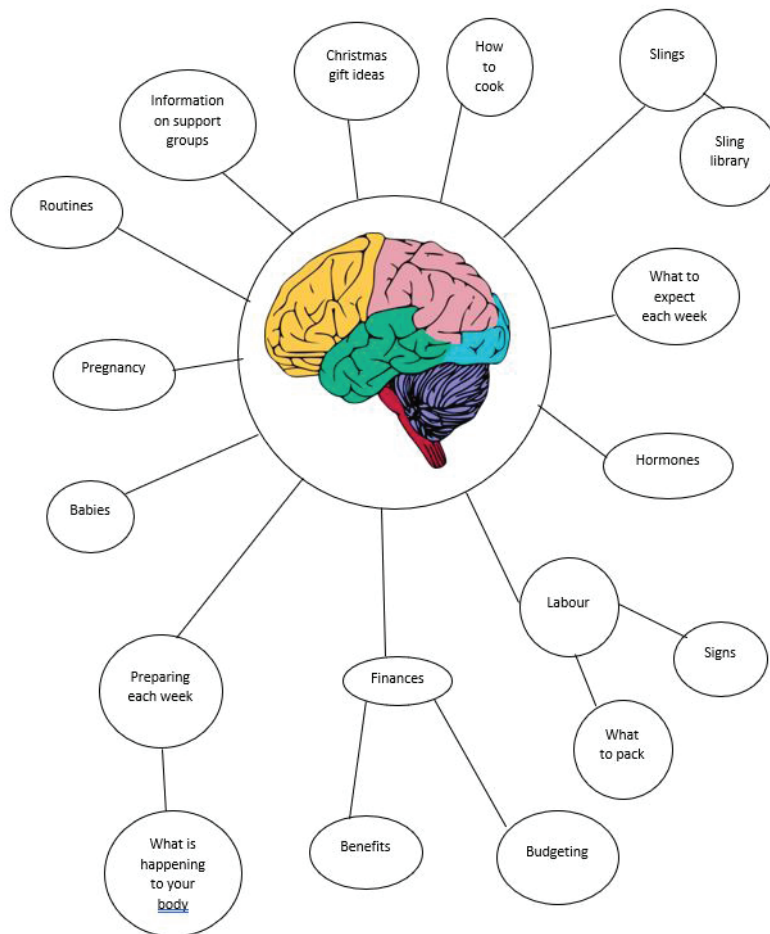 Christmas
gift ideas
How
to
cook
Slings
Information
on support
groups
Sling
library
Routines
What to
expect
each week
Pregnancy
Hormones
Babies
Labour
Signs
Preparing
each week
Finances
What
to pack
What is
happening
to your
body
Benefits
Budgeting